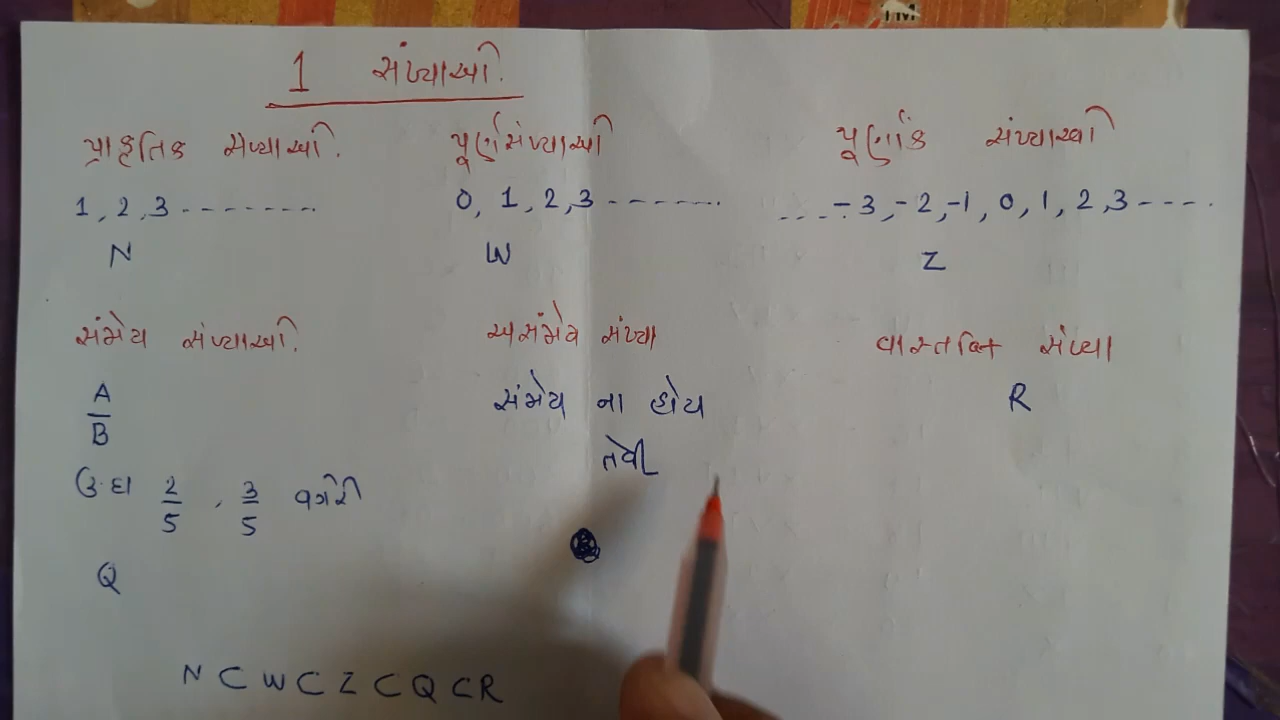 1 સંખ્યાઓ.
પ્રાકૃતિક સંખ્યાઓ.
1, 2, 3 -------
N
પૂર્ણસંખ્યાઓ
0, 1, 2, 3 -------
W
પૂર્ણાંક સંખ્યાઓ
---- -3, -2, -1, 0, 1, 2, 3 ----
Z
સંમેય સંખ્યાઓ.
A
B
ઉ.દા 2/5 , 3/5 વગેરે
Q
અસંમેય સંખ્યા
સંમેય ના હોય
તેવી
વાસ્તવિક સંખ્યા
R
N C W C Z C Q C R